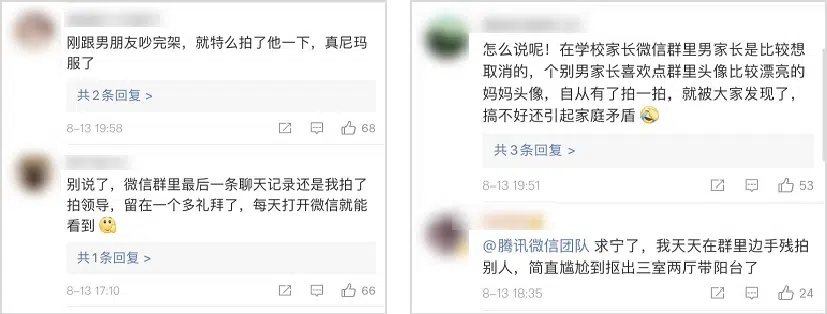 刚跟男朋友吵完架，就特么拍了他一下，真尼玛
服了
共2条回复 >
8-13 19:58
68
别说了，微信群里最后一条聊天记录还是我拍了
拍领导，留在一个多礼拜了，每天打开微信就能
看到
共1条回复 >
8-13 17:10
66
怎么说呢！在学校家长微信群里男家长是比较想
取消的，个别男家长喜欢点群里头像比较漂亮的
妈妈头像，自从有了拍一拍，就被大家发现了，
搞不好还引起家庭矛盾
共3条回复 >
8-13 19:51
53
@腾讯微信团队 求宁了，我天天在群里边手残拍
别人，简直尴尬到抠出三室两厅带阳台了
8-13 18:35
24